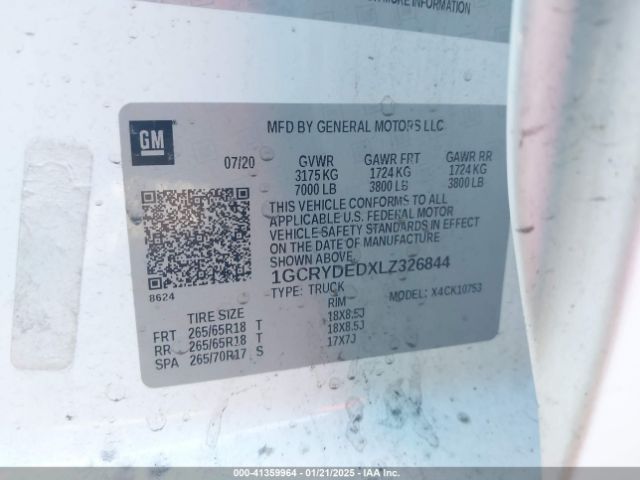 MORE INFORMATION
GM
MFD BY GENERAL MOTORS LLC
07/20 GVWR GAWR FRT GAWR RR
3175 KG 1724 KG 1724 KG
7000 LB 3800 LB 3800 LB
THIS VEHICLE CONFORMS TO ALL
APPLICABLE U.S. FEDERAL MOTOR
VEHICLE SAFETY STANDARDS IN EFFECT
ON THE DATE OF MANUFACTURE
SHOWN ABOVE.
1GCRYDEDXLZ326844
8624
TYPE: TRUCK MODEL: X4CK10753
TIRE SIZE RIM
FRT 265/65R18 T 18X8.5J
RR 265/65R18 T 18X8.5J
SPA 265/70R17 S 17X7J
000-41359964 - 01/21/2025 - IAA, Inc.